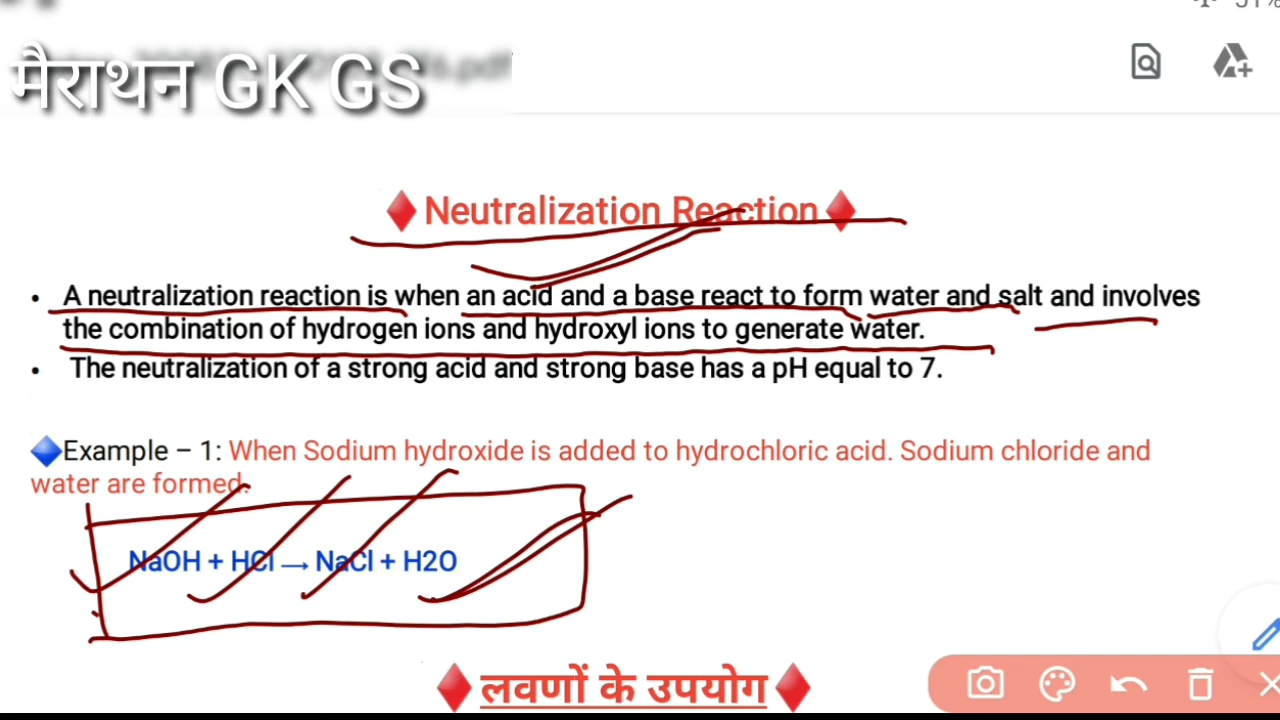 मैराथन GK GS
♦Neutralization Reaction♦
• A neutralization reaction is when an acid and a base react to form water and salt and involves
the combination of hydrogen ions and hydroxyl ions to generate water.
• The neutralization of a strong acid and strong base has a pH equal to 7.
🔷Example – 1: When Sodium hydroxide is added to hydrochloric acid. Sodium chloride and
water are formed.
NaOH + HCl → NaCl + H2O
♦लवणों के उपयोग♦